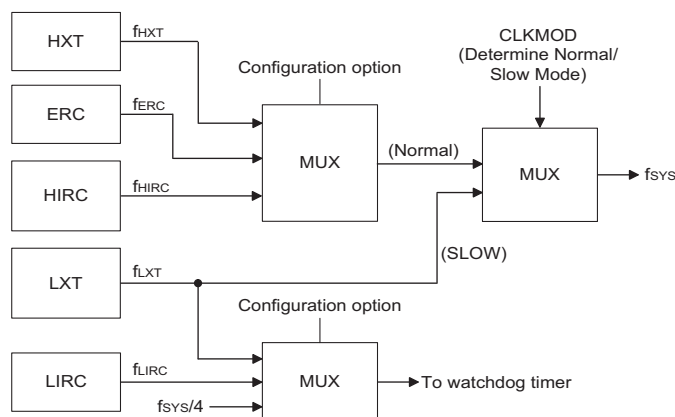 HXT
fHXT
CLKMOD
(Determine Normal/
Slow Mode)
Configuration option
ERC
fERC
MUX
(Normal)
MUX
fSYS
HIRC
fHIRC
(SLOW)
LXT
fLXT
Configuration option
LIRC
fLIRC
MUX
To watchdog timer
fSYS/4